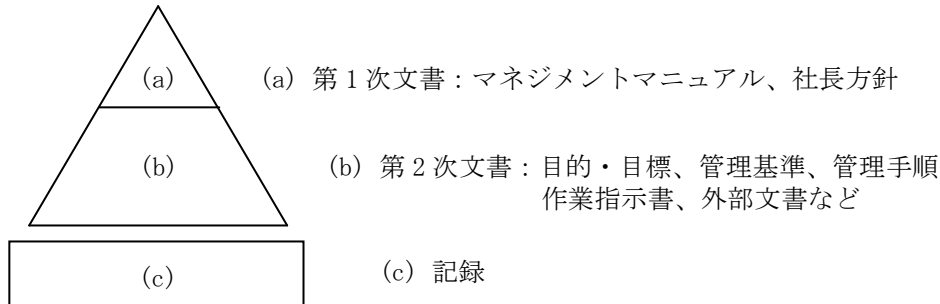 (a)
(a) 第１次文書：マネジメントマニュアル、社長方針
(b)
(b) 第２次文書：目的・目標、管理基準、管理手順
作業指示書、外部文書など
(c)
(c) 記録